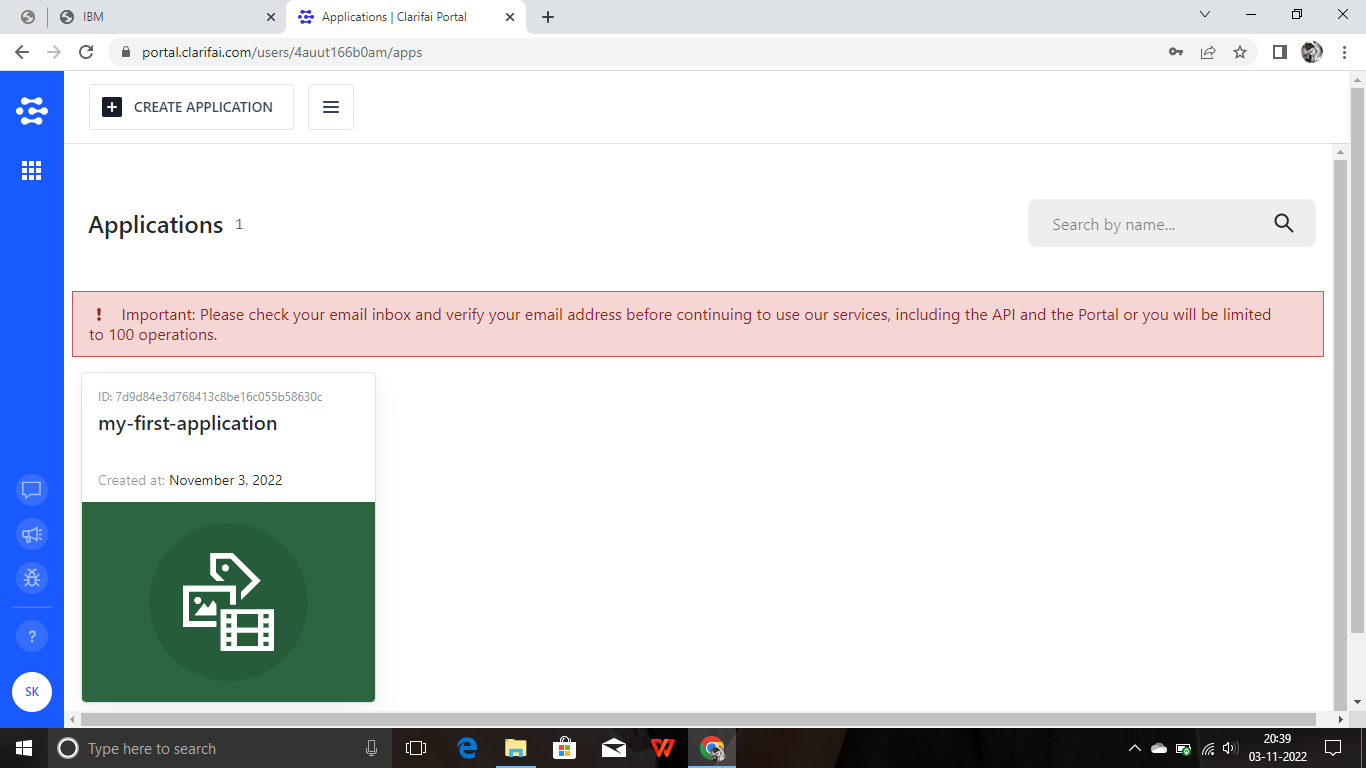 IBM
Applications | Clarifai Portal
portal.clarifai.com/users/4auut166b0am/apps
CREATE APPLICATION
Applications 1
Search by name...
! Important: Please check your email inbox and verify your email address before continuing to use our services, including the API and the Portal or you will be limited
to 100 operations.
ID: 7d9d84e3d768413c8be16c055b58630c
my-first-application
Created at: November 3, 2022
?
SK
Type here to search
20:39
03-11-2022